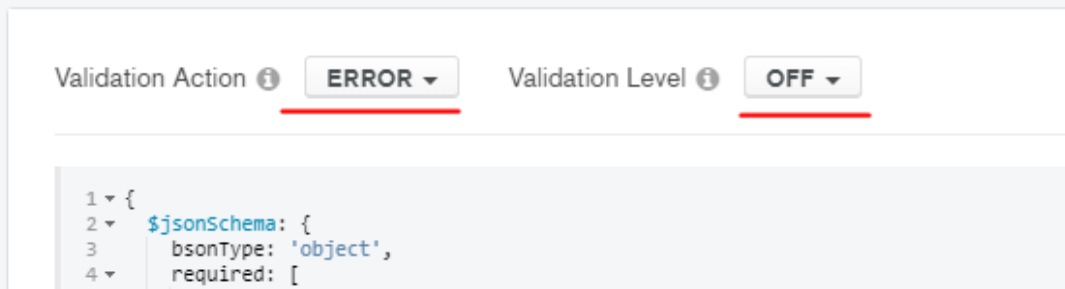 Validation Action ERROR Validation Level OFF
1 {
2 $jsonSchema: {
3 bsonType: 'object',
4 required: [